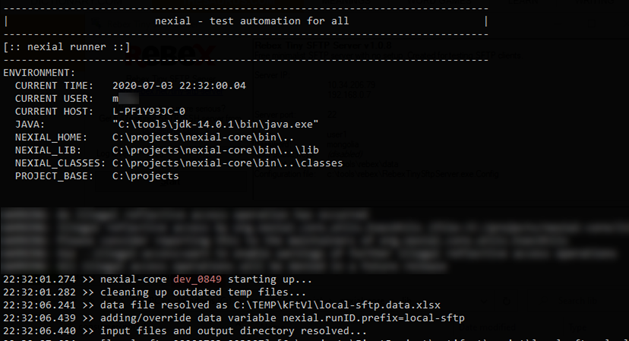 --------------------------------------------------------------------------------
|                        nexial - test automation for all                      |
--------------------------------------------------------------------------------
[:: nexial runner ::]
--------------------------------------------------------------------------------
ENVIRONMENT:
CURRENT TIME: 2020-07-03 22:32:00.04
CURRENT USER: m
CURRENT HOST: L-PF1Y93JC-0
JAVA: "C:\tools\jdk-14.0.1\bin\java.exe"
NEXIAL_HOME: C:\projects\nexial-core\bin\..
NEXIAL_LIB: C:\projects\nexial-core\bin\..\lib
NEXIAL_CLASSES: C:\projects\nexial-core\bin\..\classes
PROJECT_BASE: C:\projects
22:32:01.274 >> nexial-core dev_0849 starting up...
22:32:01.282 >> cleaning up outdated temp files...
22:32:06.241 >> data file resolved as C:\TEMP\kFtVl\local-sftp.data.xlsx
22:32:06.439 >> adding/override data variable nexial.runID.prefix=local-sftp
22:32:06.440 >> input files and output directory resolved...